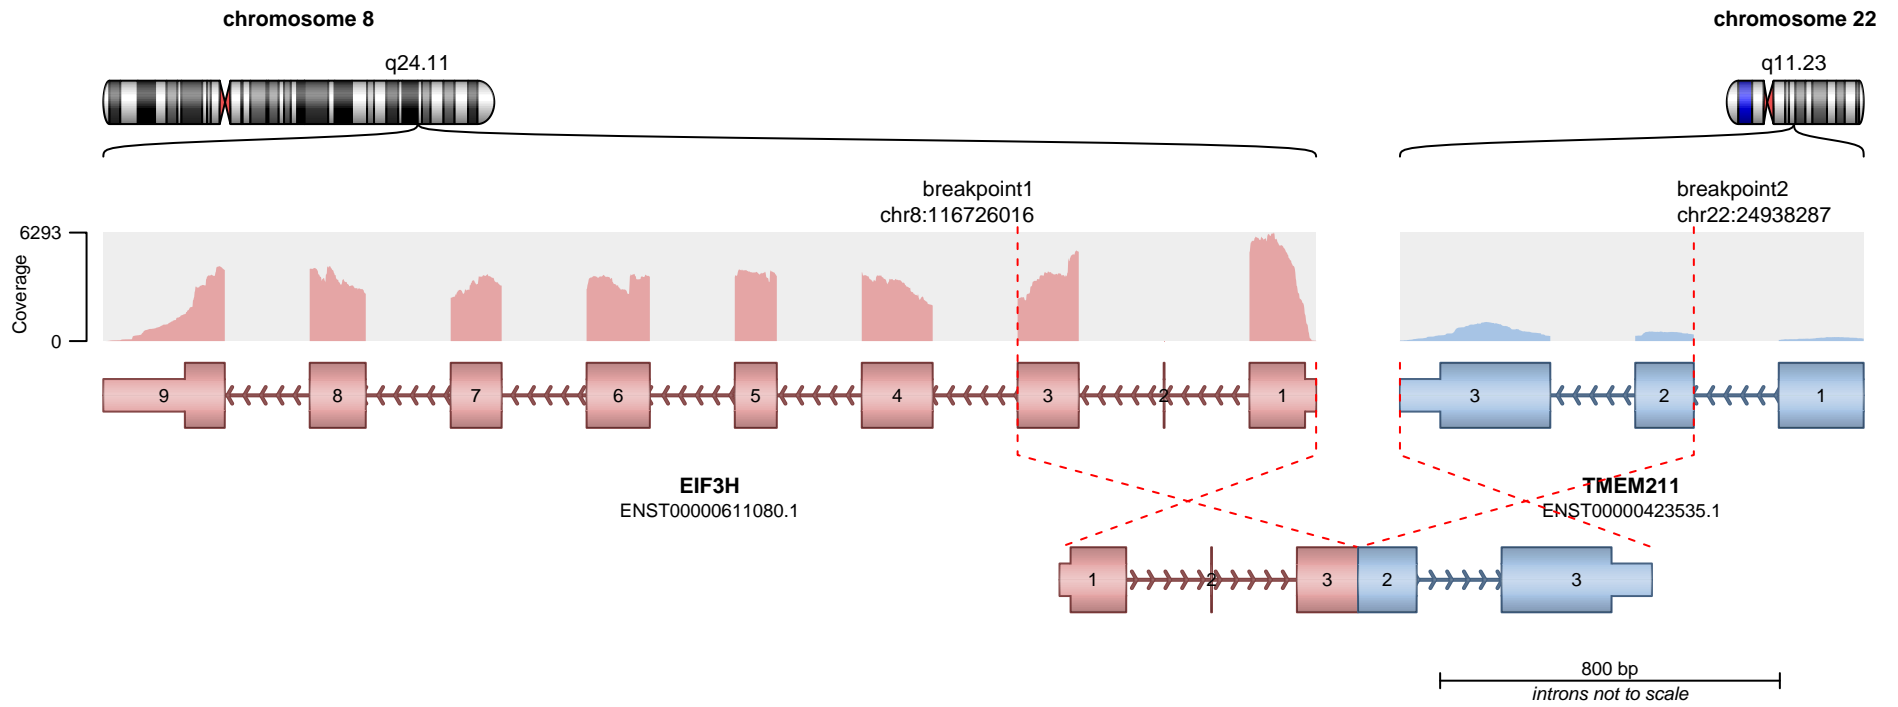 chromosome 8
chromosome 22
q24.11
q11.23
breakpoint1
chr8:116726016
breakpoint2
chr22:24938287
6293
Coverage
0
9 8 7 6 5 4 3 2 1
3 2 1
EIF3H
ENST00000611080.1
TMEM211
ENST00000423535.1
1 2 3 2 3
800 bp
introns not to scale